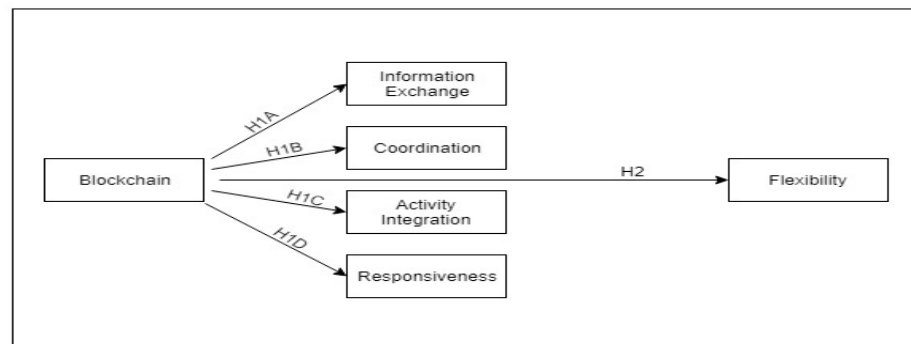 Information
Exchange
H1A
H1B
Coordination
Blockchain
H2
Flexibility
H1C
Activity
Integration
H1D
Responsiveness